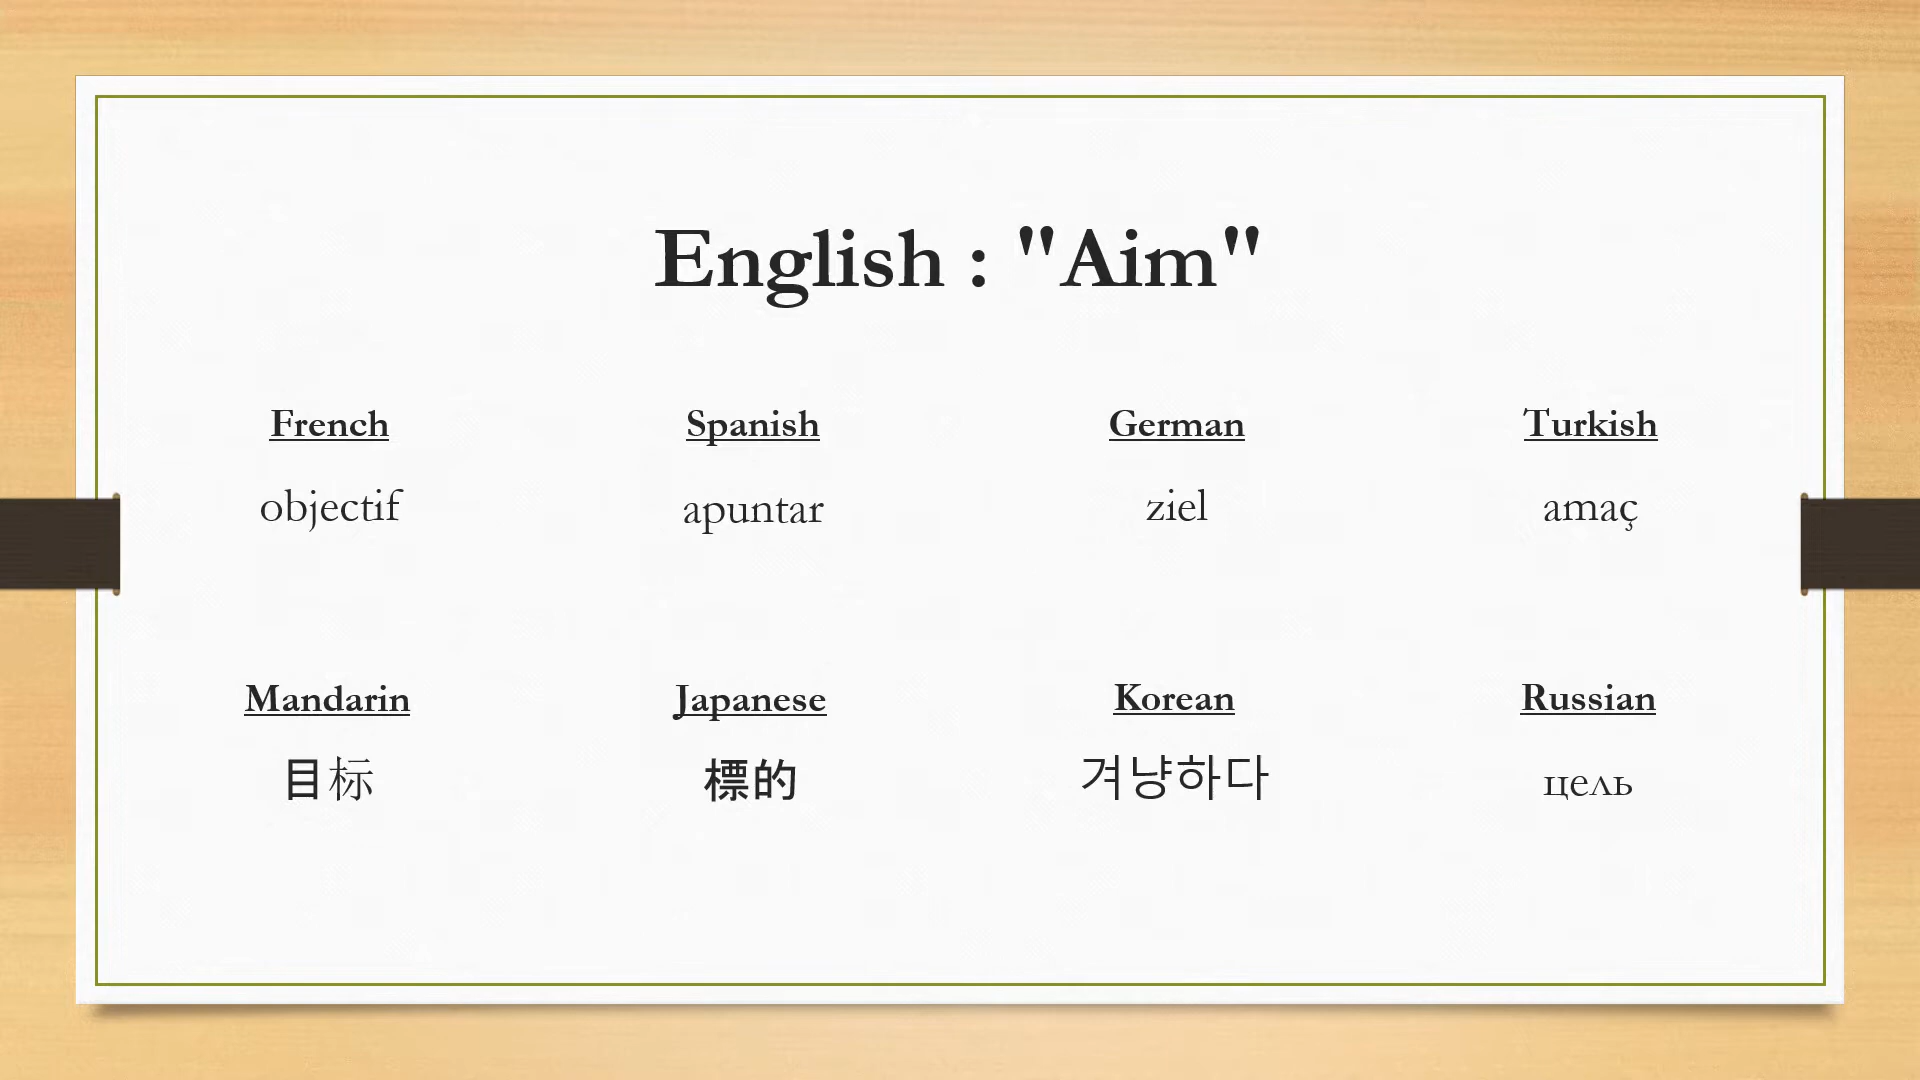 English : "Aim"
French
objectif
Spanish
apuntar
German
ziel
Turkish
amaç
Mandarin
目标
Japanese
標的
Korean
겨냥하다
Russian
цель